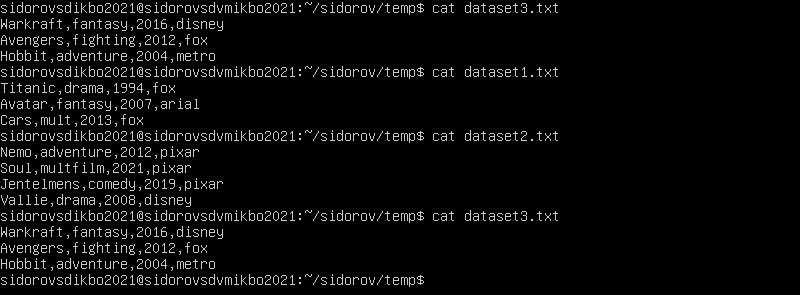 sidorovsdikbo2021@sidorovsdvmikbo2021:~/sidorov/temp$ cat dataset3.txt
Warkraft,fantasy,2016,disney
Avengers,fighting,2012,fox
Hobbit,adventure,2004,metro
sidorovsdikbo2021@sidorovsdvmikbo2021:~/sidorov/temp$ cat dataset1.txt
Titanic,drama,1994,fox
Avatar,fantasy,2007,arial
Cars,mult,2013,fox
sidorovsdikbo2021@sidorovsdvmikbo2021:~/sidorov/temp$ cat dataset2.txt
Nemo,adventure,2012,pixar
Soul,multfilm,2021,pixar
Jentelmens,comedy,2019,pixar
Vallie,drama,2008,disney
sidorovsdikbo2021@sidorovsdvmikbo2021:~/sidorov/temp$ cat dataset3.txt
Warkraft,fantasy,2016,disney
Avengers,fighting,2012,fox
Hobbit,adventure,2004,metro
sidorovsdikbo2021@sidorovsdvmikbo2021:~/sidorov/temp$